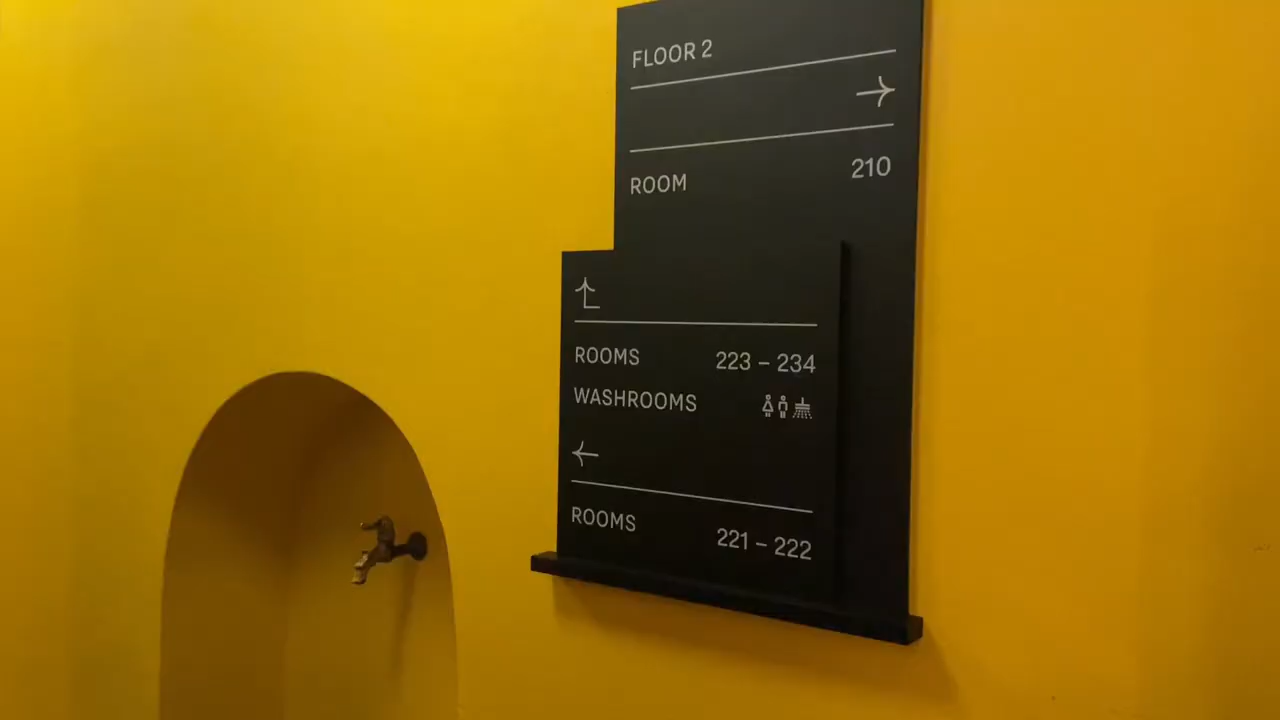 FLOOR 2
→
ROOM 210
ROOMS 223 – 234
WASHROOMS
←
ROOMS 221 – 222